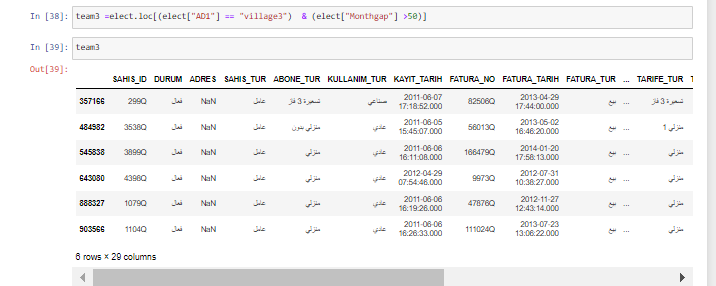 In [38]: team3 =elect.loc[(elect["AD1"] == "village3")  & (elect["Monthgap"] >50)]
In [39]: team3
Out[39]:
SAHIS_ID DURUM ADRES SAHIS_TUR ABONE_TUR KULLANIM_TUR KAYIT_TARIH FATURA_NO FATURA_TARIH FATURA_TUR ... TARIFE_TUR
357166 299Q فعال NaN عامل تسعيرة 3 فاز صناعي 2011-06-07 17:18:52.000 82506Q 2013-04-29 17:44:00.000 بيع ... تسعيرة 3 فاز
484982 3538Q فعال NaN عامل منزلي بدون عادي 2011-06-05 15:45:07.000 56013Q 2013-05-02 16:46:20.000 بيع ... منزلي 1
545838 3899Q فعال NaN عامل منزلي عادي 2011-06-06 16:11:08.000 166479Q 2014-01-20 17:58:13.000 بيع ... منزلي
643080 4398Q فعال NaN عامل منزلي عادي 2012-04-29 07:54:46.000 9973Q 2012-07-31 10:38:27.000 بيع ... منزلي
888327 1079Q فعال NaN عامل منزلي عادي 2011-06-06 16:19:26.000 47876Q 2012-11-27 12:43:14.000 بيع ... منزلي
903566 1104Q فعال NaN عامل منزلي عادي 2011-06-06 16:26:33.000 111024Q 2013-07-23 13:06:22.000 بيع ... منزلي
6 rows × 29 columns